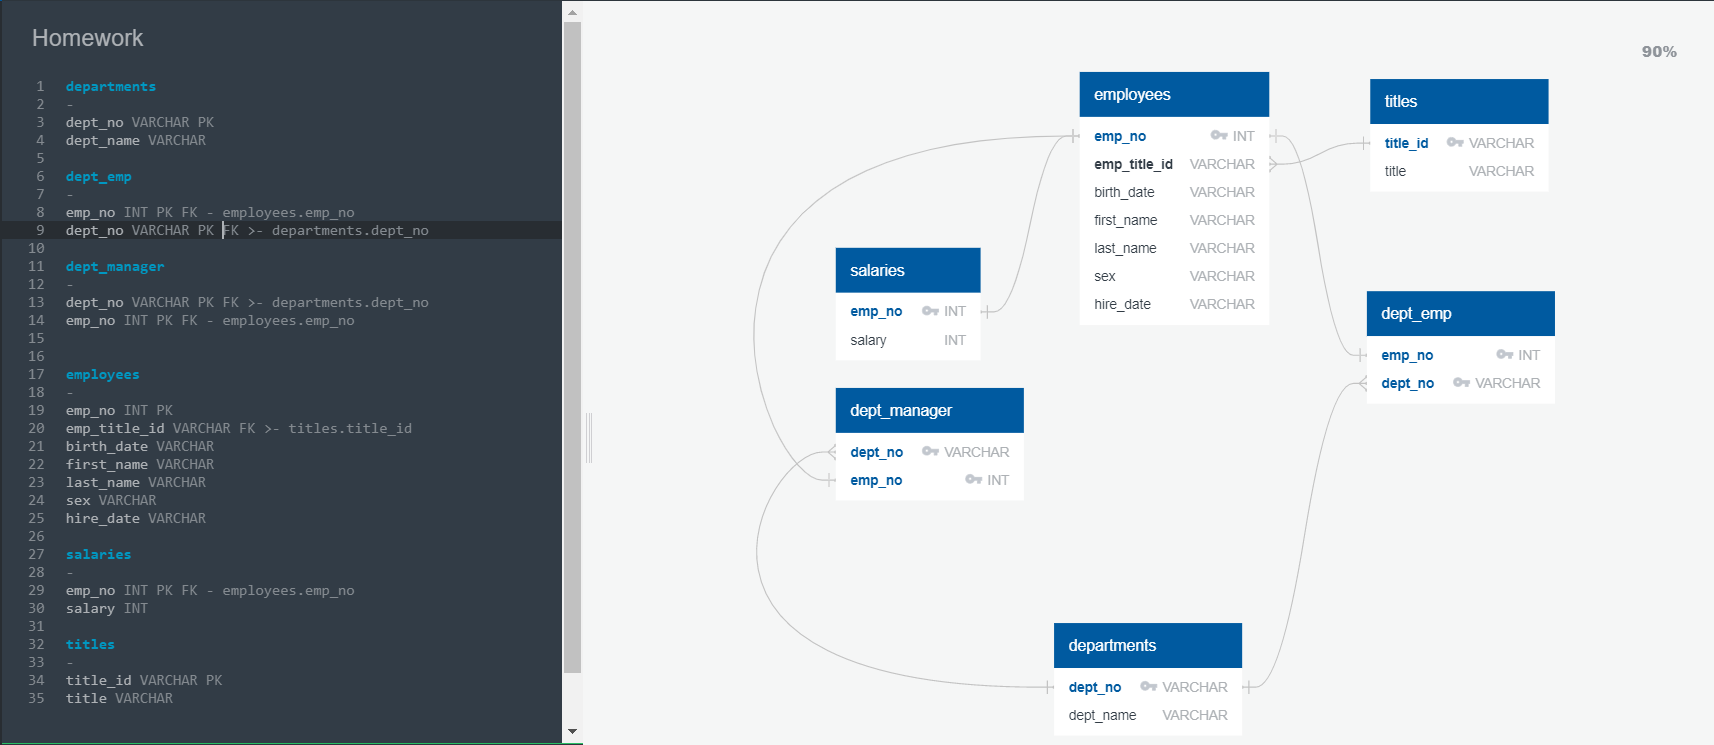 Homework
1 departments
2 -
3 dept_no VARCHAR PK
4 dept_name VARCHAR
5
6 dept_emp
7 -
8 emp_no INT PK FK - employees.emp_no
9 dept_no VARCHAR PK FK >- departments.dept_no
10
11 dept_manager
12 -
13 dept_no VARCHAR PK FK >- departments.dept_no
14 emp_no INT PK FK - employees.emp_no
15
16
17 employees
18 -
19 emp_no INT PK
20 emp_title_id VARCHAR FK >- titles.title_id
21 birth_date VARCHAR
22 first_name VARCHAR
23 last_name VARCHAR
24 sex VARCHAR
25 hire_date VARCHAR
26
27 salaries
28 -
29 emp_no INT PK FK - employees.emp_no
30 salary INT
31
32 titles
33 -
34 title_id VARCHAR PK
35 title VARCHAR
90%
employees
emp_no INT
emp_title_id VARCHAR
birth_date VARCHAR
first_name VARCHAR
last_name VARCHAR
sex VARCHAR
hire_date VARCHAR
titles
title_id VARCHAR
title VARCHAR
salaries
emp_no INT
salary INT
dept_emp
emp_no INT
dept_no VARCHAR
dept_manager
dept_no VARCHAR
emp_no INT
departments
dept_no VARCHAR
dept_name VARCHAR